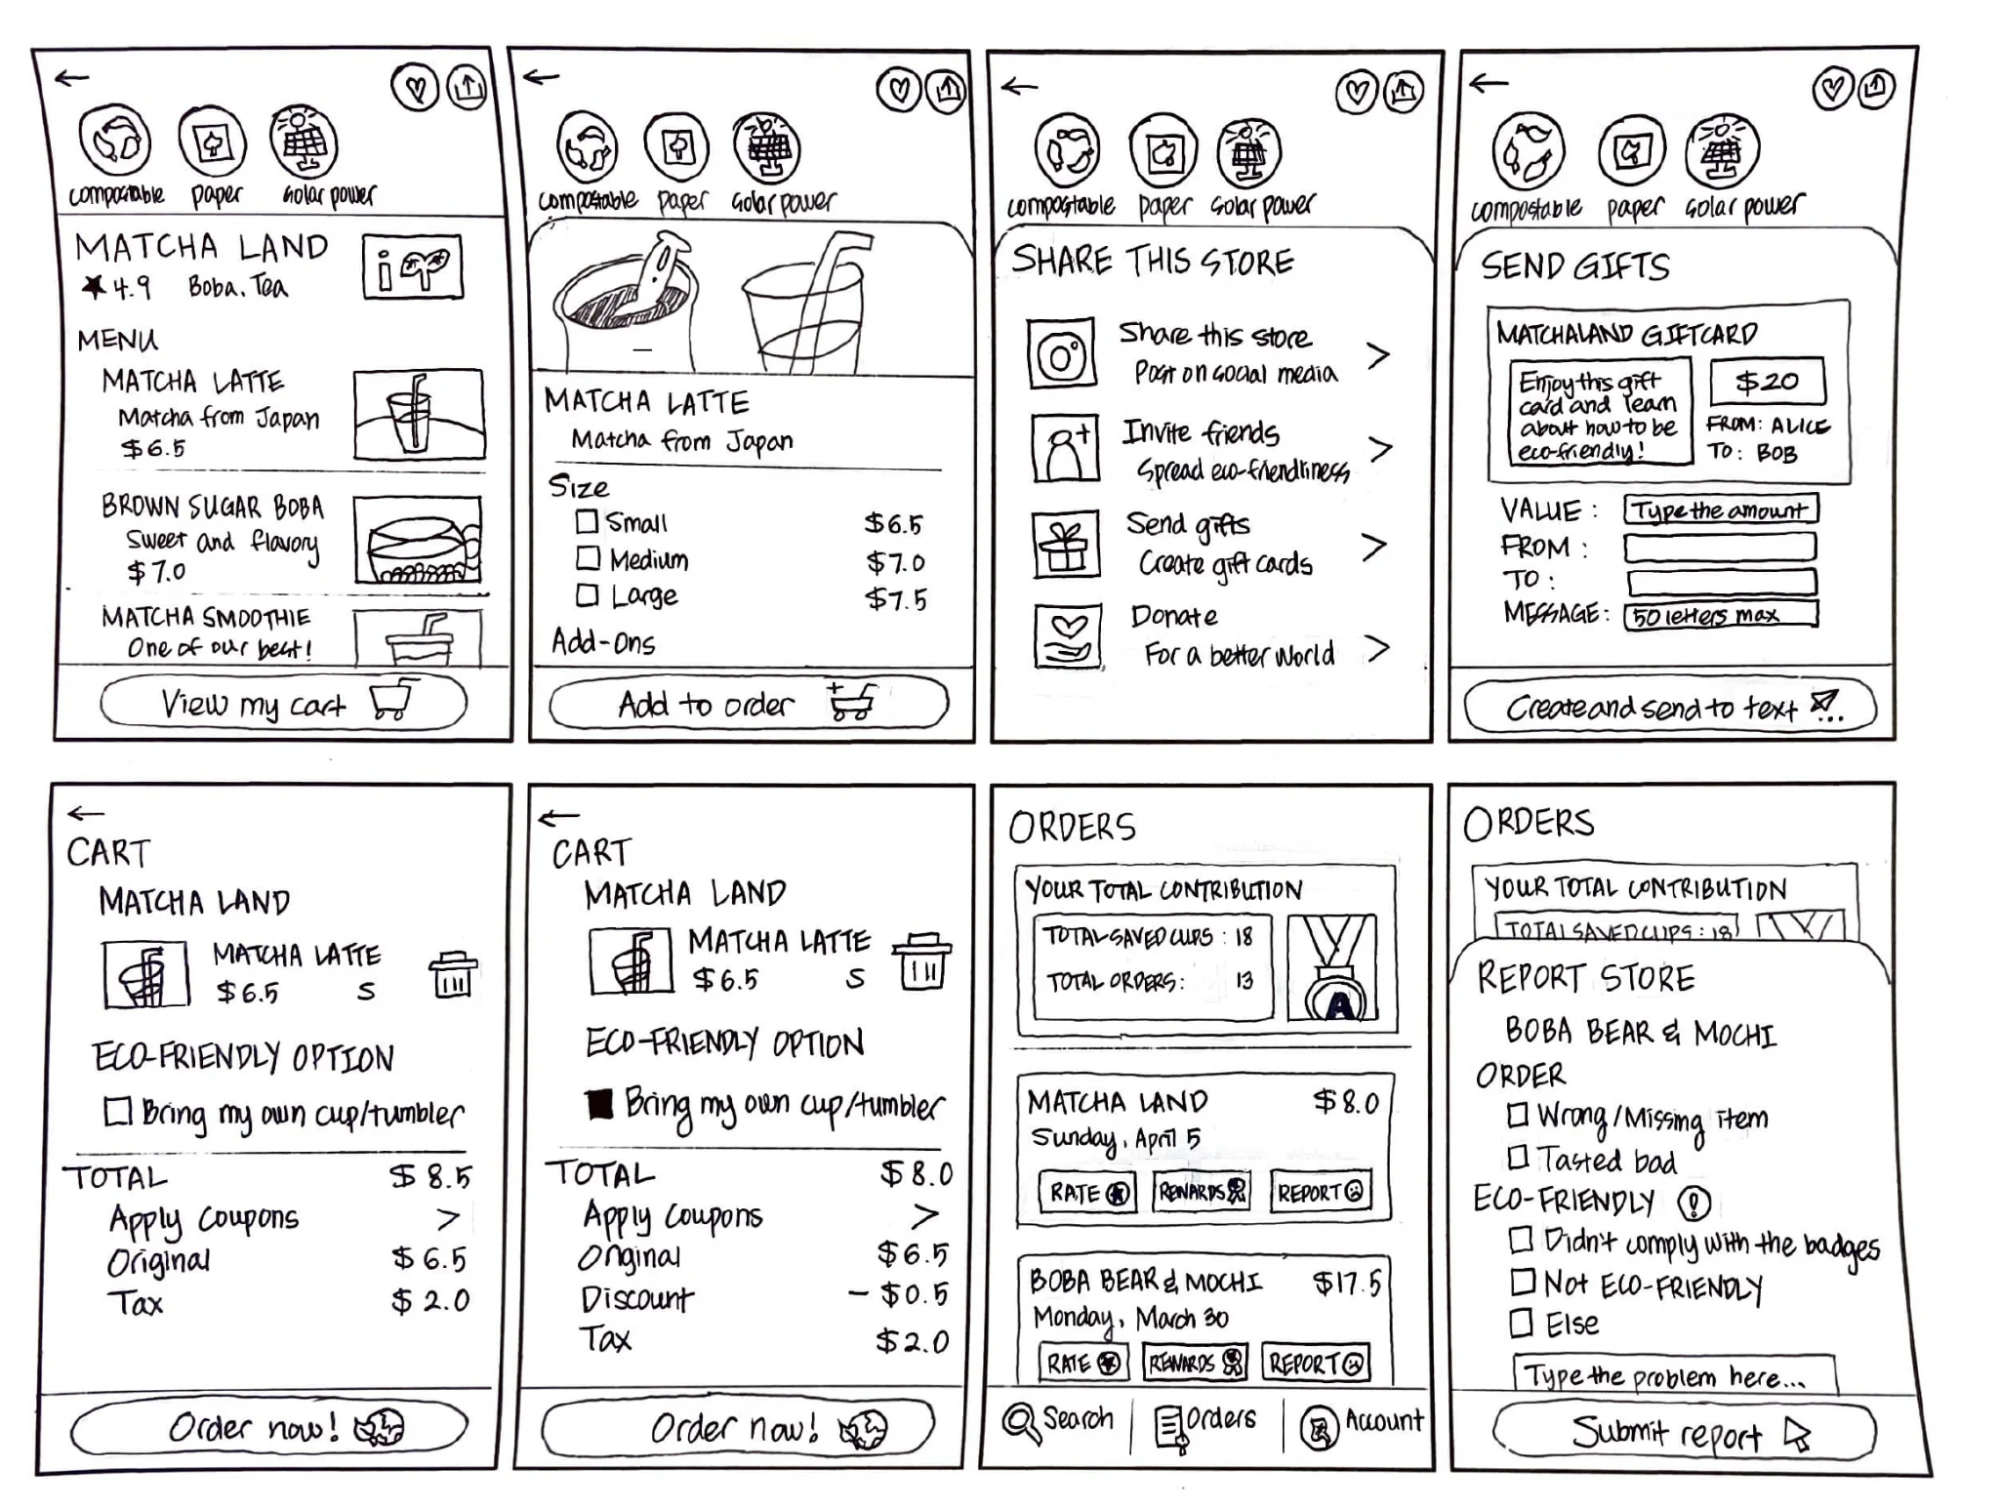 compostable paper solar power
MATCHA LAND
★ 4.9 Boba, Tea
MENU
MATCHA LATTE
Matcha from Japan
$6.5
BROWN SUGAR BOBA
Sweet and flavory
$7.0
MATCHA SMOOTHIE
One of our best!
View my cart
compostable paper solar power
MATCHA LATTE
Matcha from Japan
Size
Small $6.5
Medium $7.0
Large $7.5
Add-Ons
Add to order
compostable paper solar power
SHARE THIS STORE
Share this store
Post on social media
Invite friends
Spread eco-friendliness
Send gifts
Create gift cards
Donate
For a better world
compostable paper solar power
SEND GIFTS
MATCHALAND GIFTCARD
Enjoy this gift
card and learn
about how to be
eco-friendly!
$20
FROM: ALICE
TO: BOB
VALUE: Type the amount
FROM:
TO:
MESSAGE: 50 letters max
Create and send to text
CART
MATCHA LAND
MATCHA LATTE
$6.5 S
ECO-FRIENDLY OPTION
Bring my own cup/tumbler
TOTAL $8.5
Apply Coupons >
Original $6.5
Tax $2.0
Order now!
CART
MATCHA LAND
MATCHA LATTE
$6.5 S
ECO-FRIENDLY OPTION
Bring my own cup/tumbler
TOTAL $8.0
Apply Coupons >
Original $6.5
Discount - $0.5
Tax $2.0
Order now!
ORDERS
YOUR TOTAL CONTRIBUTION
TOTAL SAVED CUPS : 18
TOTAL ORDERS: 13
A
MATCHA LAND $8.0
Sunday, April 5
RATE REWARDS REPORT
BOBA BEAR & MOCHI $17.5
Monday, March 30
RATE REWARDS REPORT
Search Orders Account
ORDERS
YOUR TOTAL CONTRIBUTION
TOTAL SAVED CUPS: 18
REPORT STORE
BOBA BEAR & MOCHI
ORDER
Wrong/Missing item
Tasted bad
ECO-FRIENDLY !
Didn't comply with the badges
Not ECO-FRIENDLY
Else
Type the problem here...
Submit report